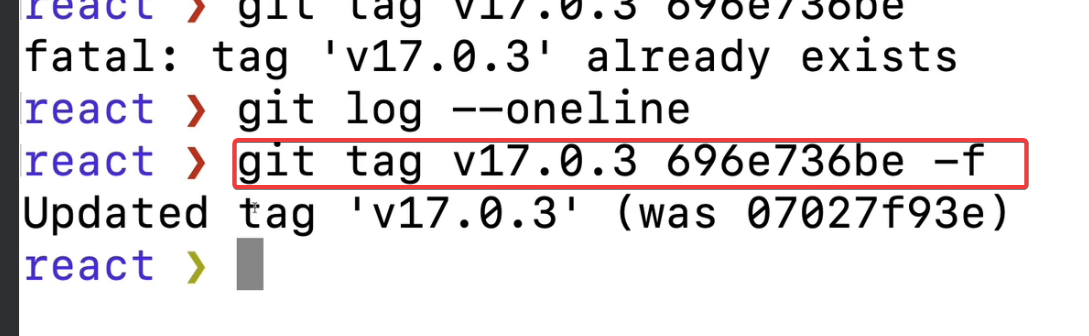 react ❯ git tag v17.0.3 696e736be
fatal: tag 'v17.0.3' already exists
react ❯ git log --oneline
react ❯ git tag v17.0.3 696e736be -f
Updated tag 'v17.0.3' (was 07027f93e)
react ❯